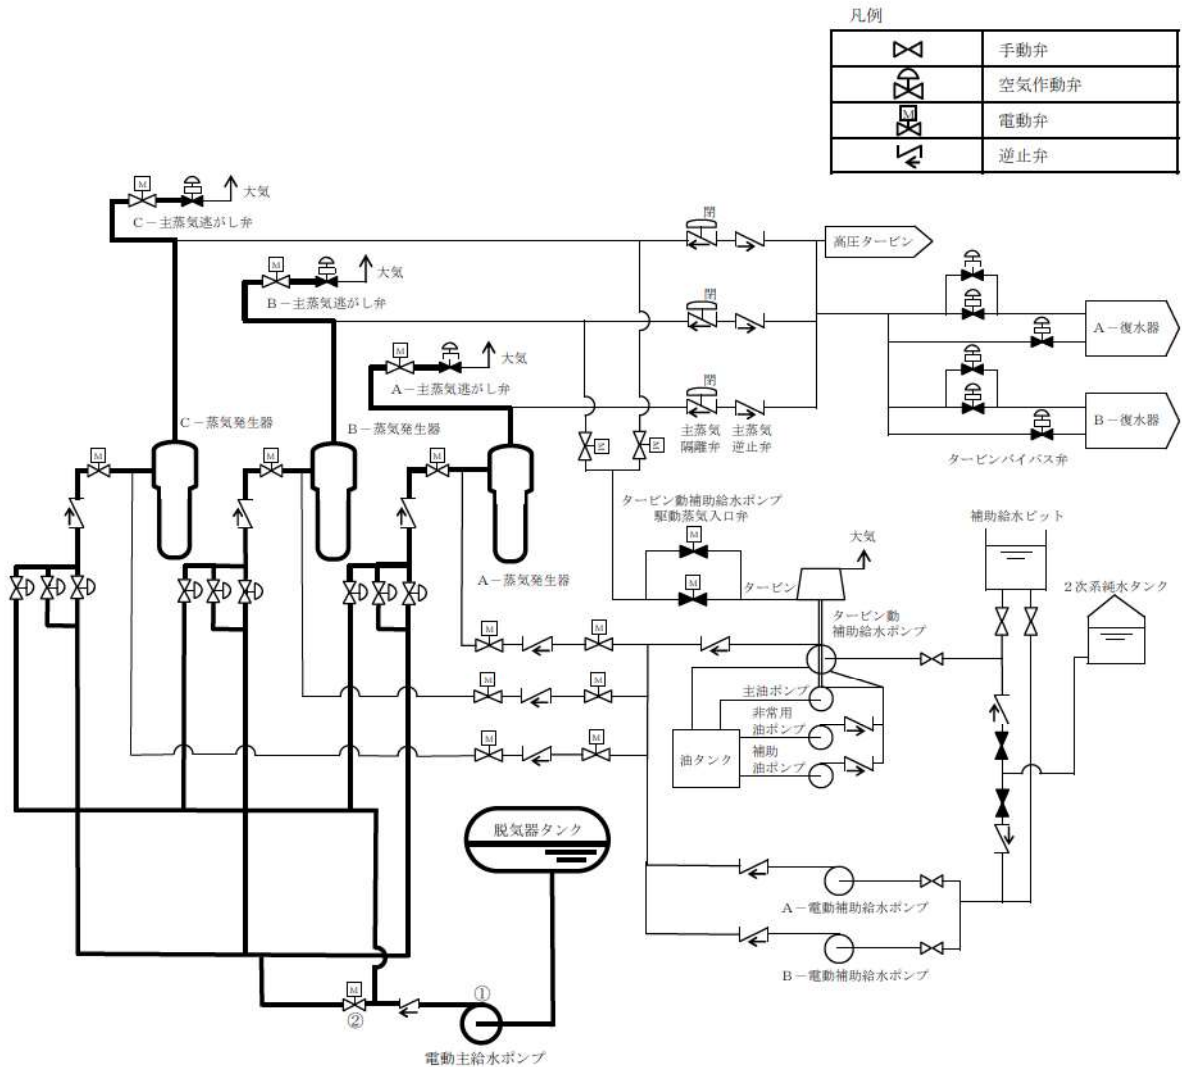 凡例
手動弁
空気作動弁
M
電動弁
逆止弁
M
大気
C－主蒸気逃がし弁
M
大気
B－主蒸気逃がし弁
M
大気
A－主蒸気逃がし弁
閉
高圧タービン
閉
閉
主蒸気
隔離弁
主蒸気
逆止弁
A－復水器
B－復水器
タービンバイパス弁
C－蒸気発生器
B－蒸気発生器
A－蒸気発生器
M
M
M
M
M
タービン動補助給水ポンプ
駆動蒸気入口弁
M
M
タービン
大気
補助給水ピット
2次系純水タンク
タービン動
補助給水ポンプ
M
M
M
M
M
M
主油ポンプ
非常用
油ポンプ
補助
油ポンプ
油タンク
脱気器タンク
A－電動補助給水ポンプ
B－電動補助給水ポンプ
M
②
①
電動主給水ポンプ